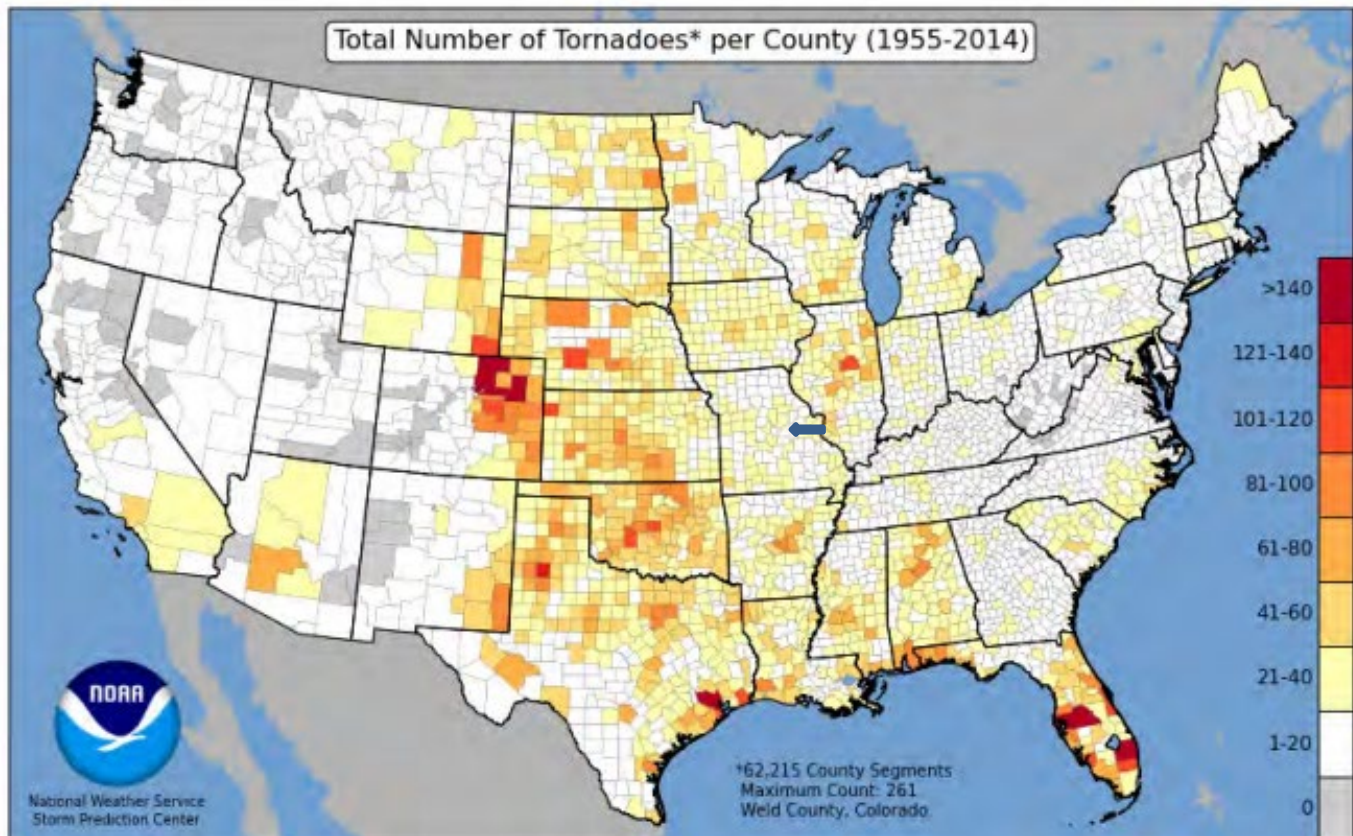 Total Number of Tornadoes* per County (1955-2014)
>140
121-140
101-120
81-100
61-80
41-60
21-40
1-20
0
NOAA
National Weather Service
Storm Prediction Center
*62,215 County Segments
Maximum Count: 261
Weld County, Colorado